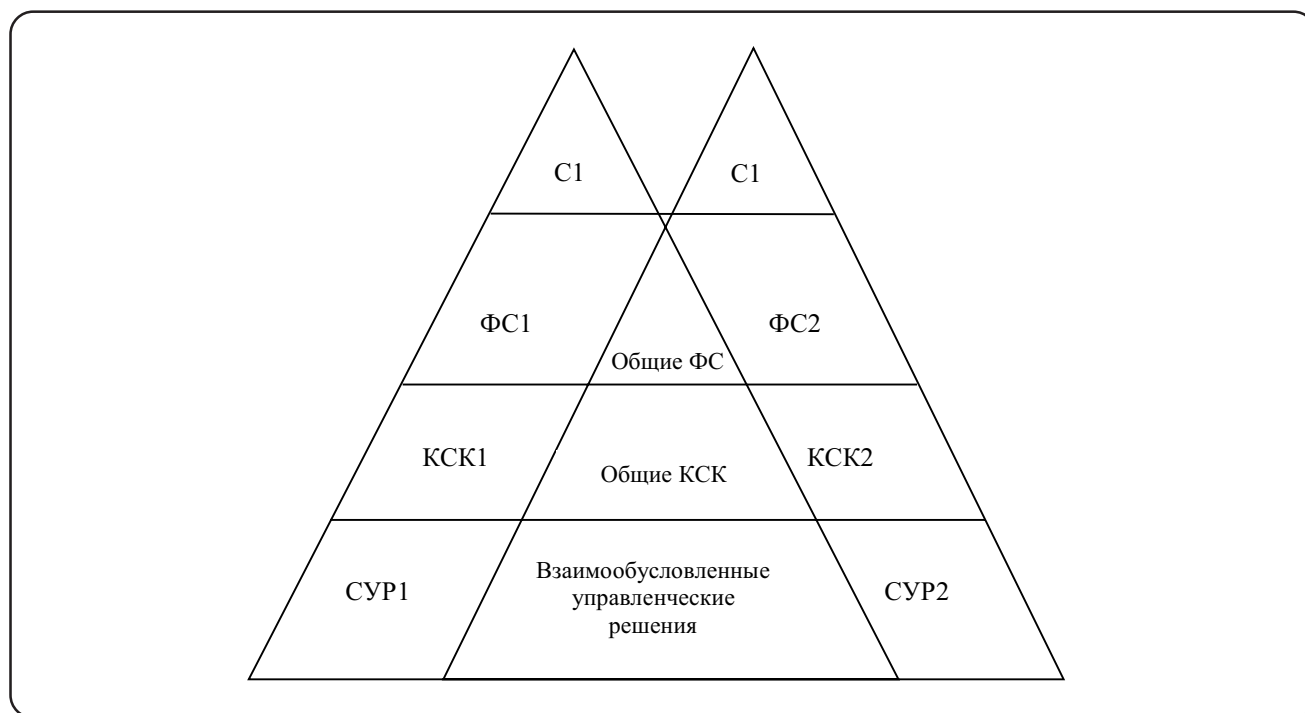 С1
С1
ФС1
ФС2
Общие ФС
КСК1
Общие КСК
КСК2
СУР1
Взаимообусловленные
управленческие
решения
СУР2